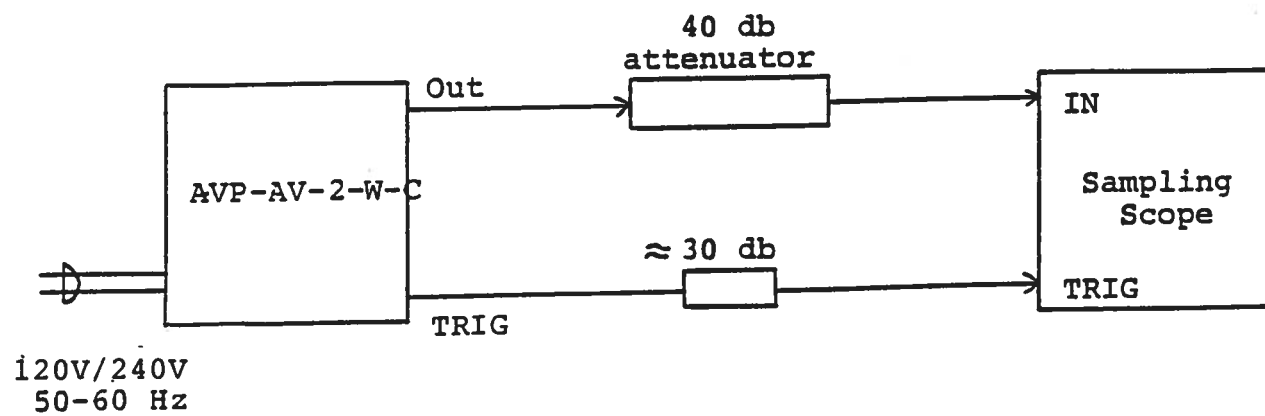 40 db
attenuator
Out
IN
AVP-AV-2-W-C
Sampling
Scope
≈ 30 db
TRIG
TRIG
120V/240V
50-60 Hz